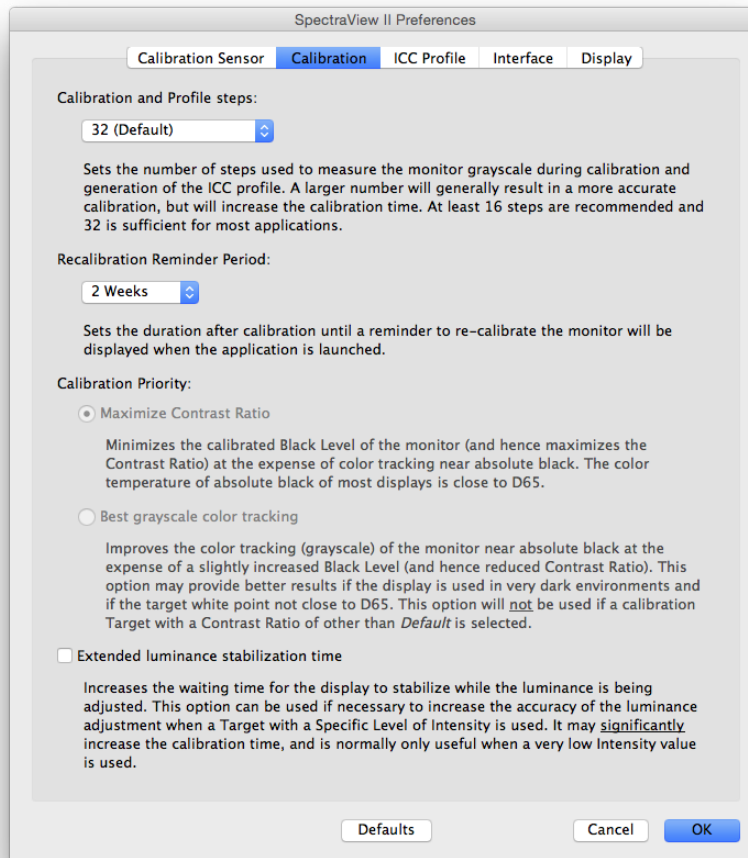 SpectraView II Preferences
Calibration Sensor Calibration ICC Profile Interface Display
Calibration and Profile steps:
32 (Default)
Sets the number of steps used to measure the monitor grayscale during calibration and
generation of the ICC profile. A larger number will generally result in a more accurate
calibration, but will increase the calibration time. At least 16 steps are recommended and
32 is sufficient for most applications.
Recalibration Reminder Period:
2 Weeks
Sets the duration after calibration until a reminder to re-calibrate the monitor will be
displayed when the application is launched.
Calibration Priority:
Maximize Contrast Ratio
Minimizes the calibrated Black Level of the monitor (and hence maximizes the
Contrast Ratio) at the expense of color tracking near absolute black. The color
temperature of absolute black of most displays is close to D65.
Best grayscale color tracking
Improves the color tracking (grayscale) of the monitor near absolute black at the
expense of a slightly increased Black Level (and hence reduced Contrast Ratio). This
option may provide better results if the display is used in very dark environments and
if the target white point not close to D65. This option will not be used if a calibration
Target with a Contrast Ratio of other than Default is selected.
Extended luminance stabilization time
Increases the waiting time for the display to stabilize while the luminance is being
adjusted. This option can be used if necessary to increase the accuracy of the luminance
adjustment when a Target with a Specific Level of Intensity is used. It may significantly
increase the calibration time, and is normally only useful when a very low Intensity value
is used.
Defaults Cancel OK